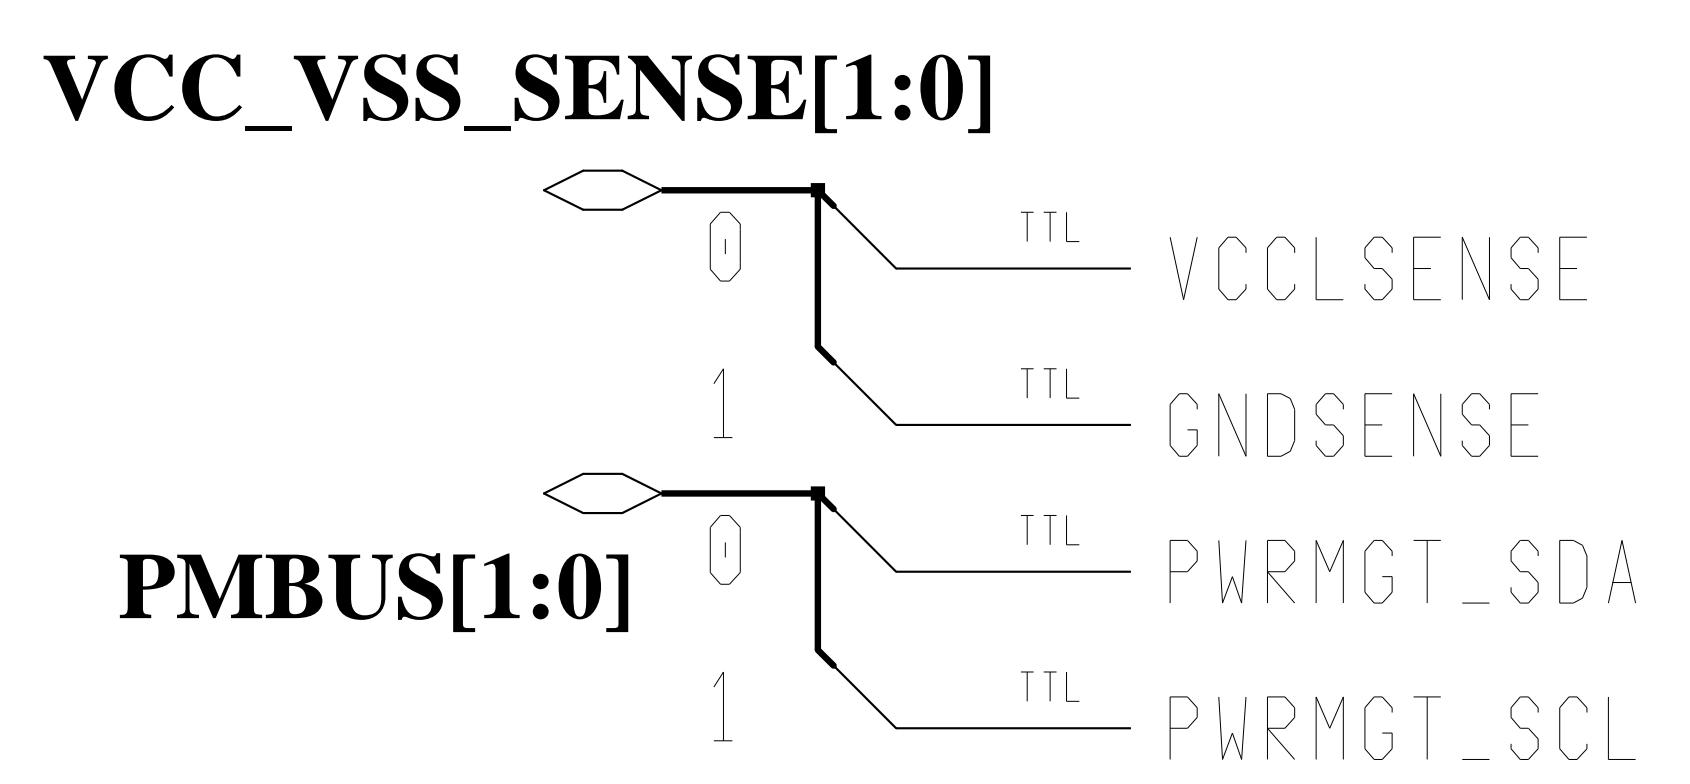 VCC_VSS_SENSE[1:0]
0 TTL VCCLSENSE
1 TTL GNDSENSE
PMBUS[1:0]
0 TTL PWRMGT_SDA
1 TTL PWRMGT_SCL